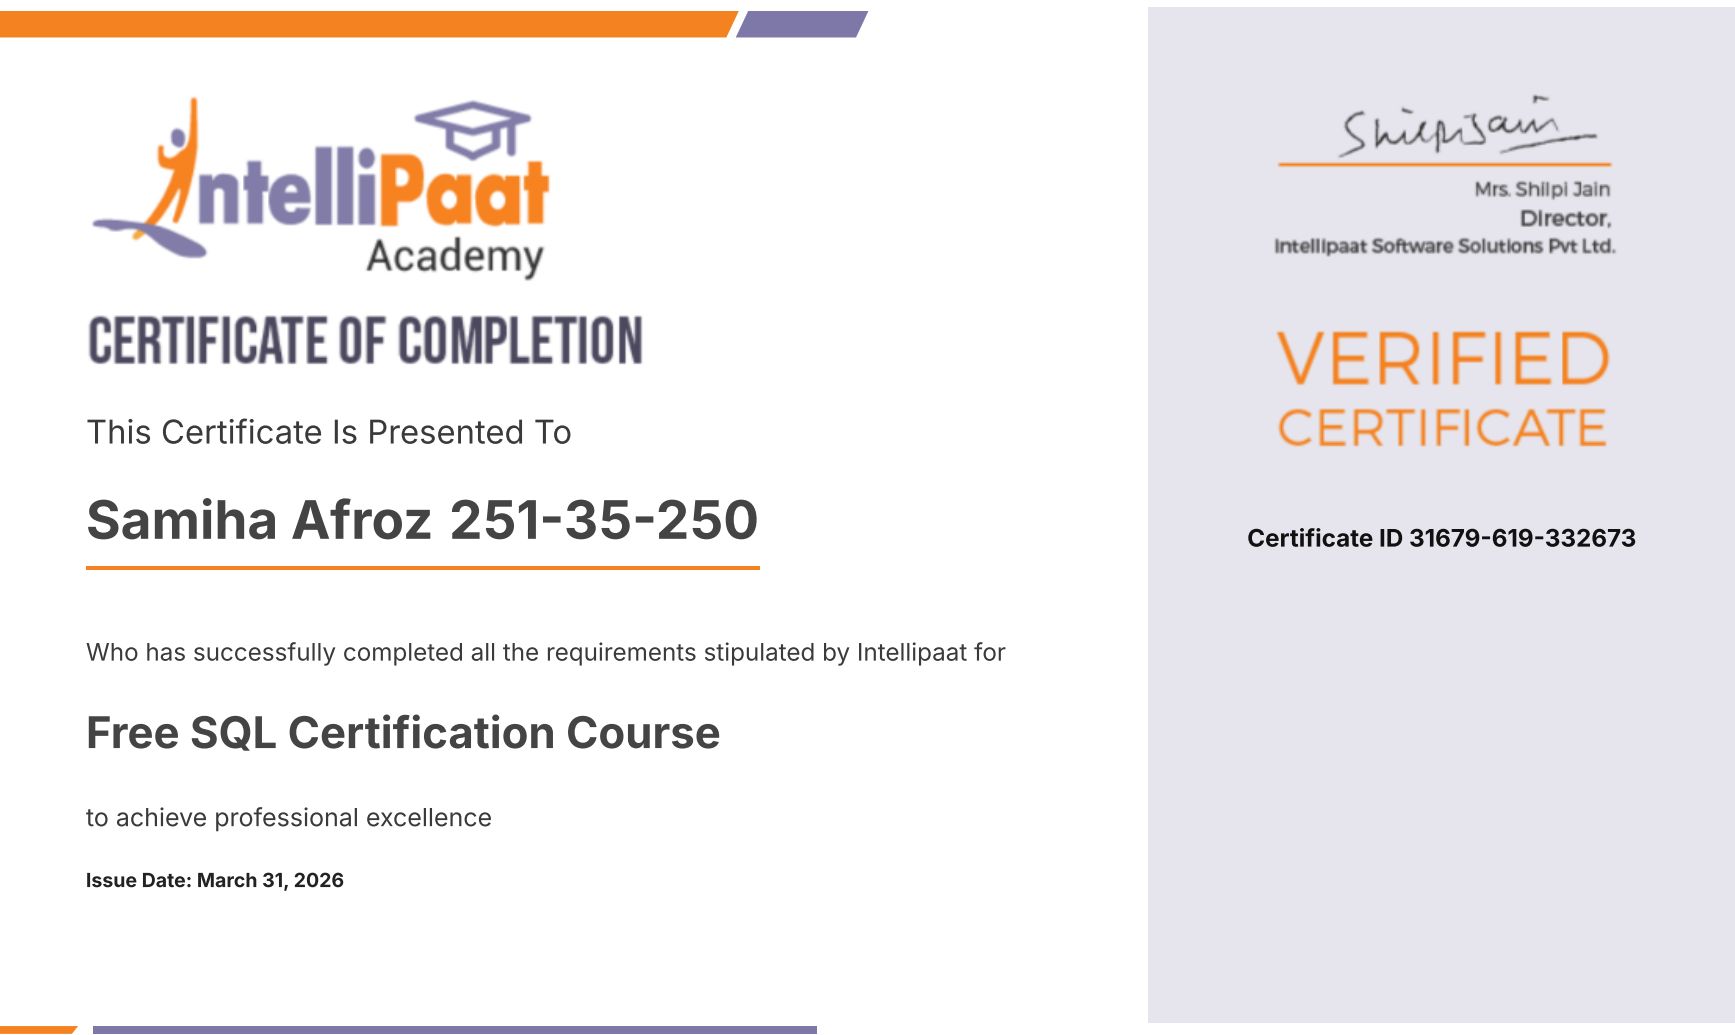 IntelliPaat
Academy
CERTIFICATE OF COMPLETION
This Certificate Is Presented To
Samiha Afroz 251-35-250
Who has successfully completed all the requirements stipulated by Intellipaat for
Free SQL Certification Course
to achieve professional excellence
Issue Date: March 31, 2026
Shilpi Jain
Mrs. Shilpi Jain
Director,
Intellipaat Software Solutions Pvt Ltd.
VERIFIED
CERTIFICATE
Certificate ID 31679-619-332673